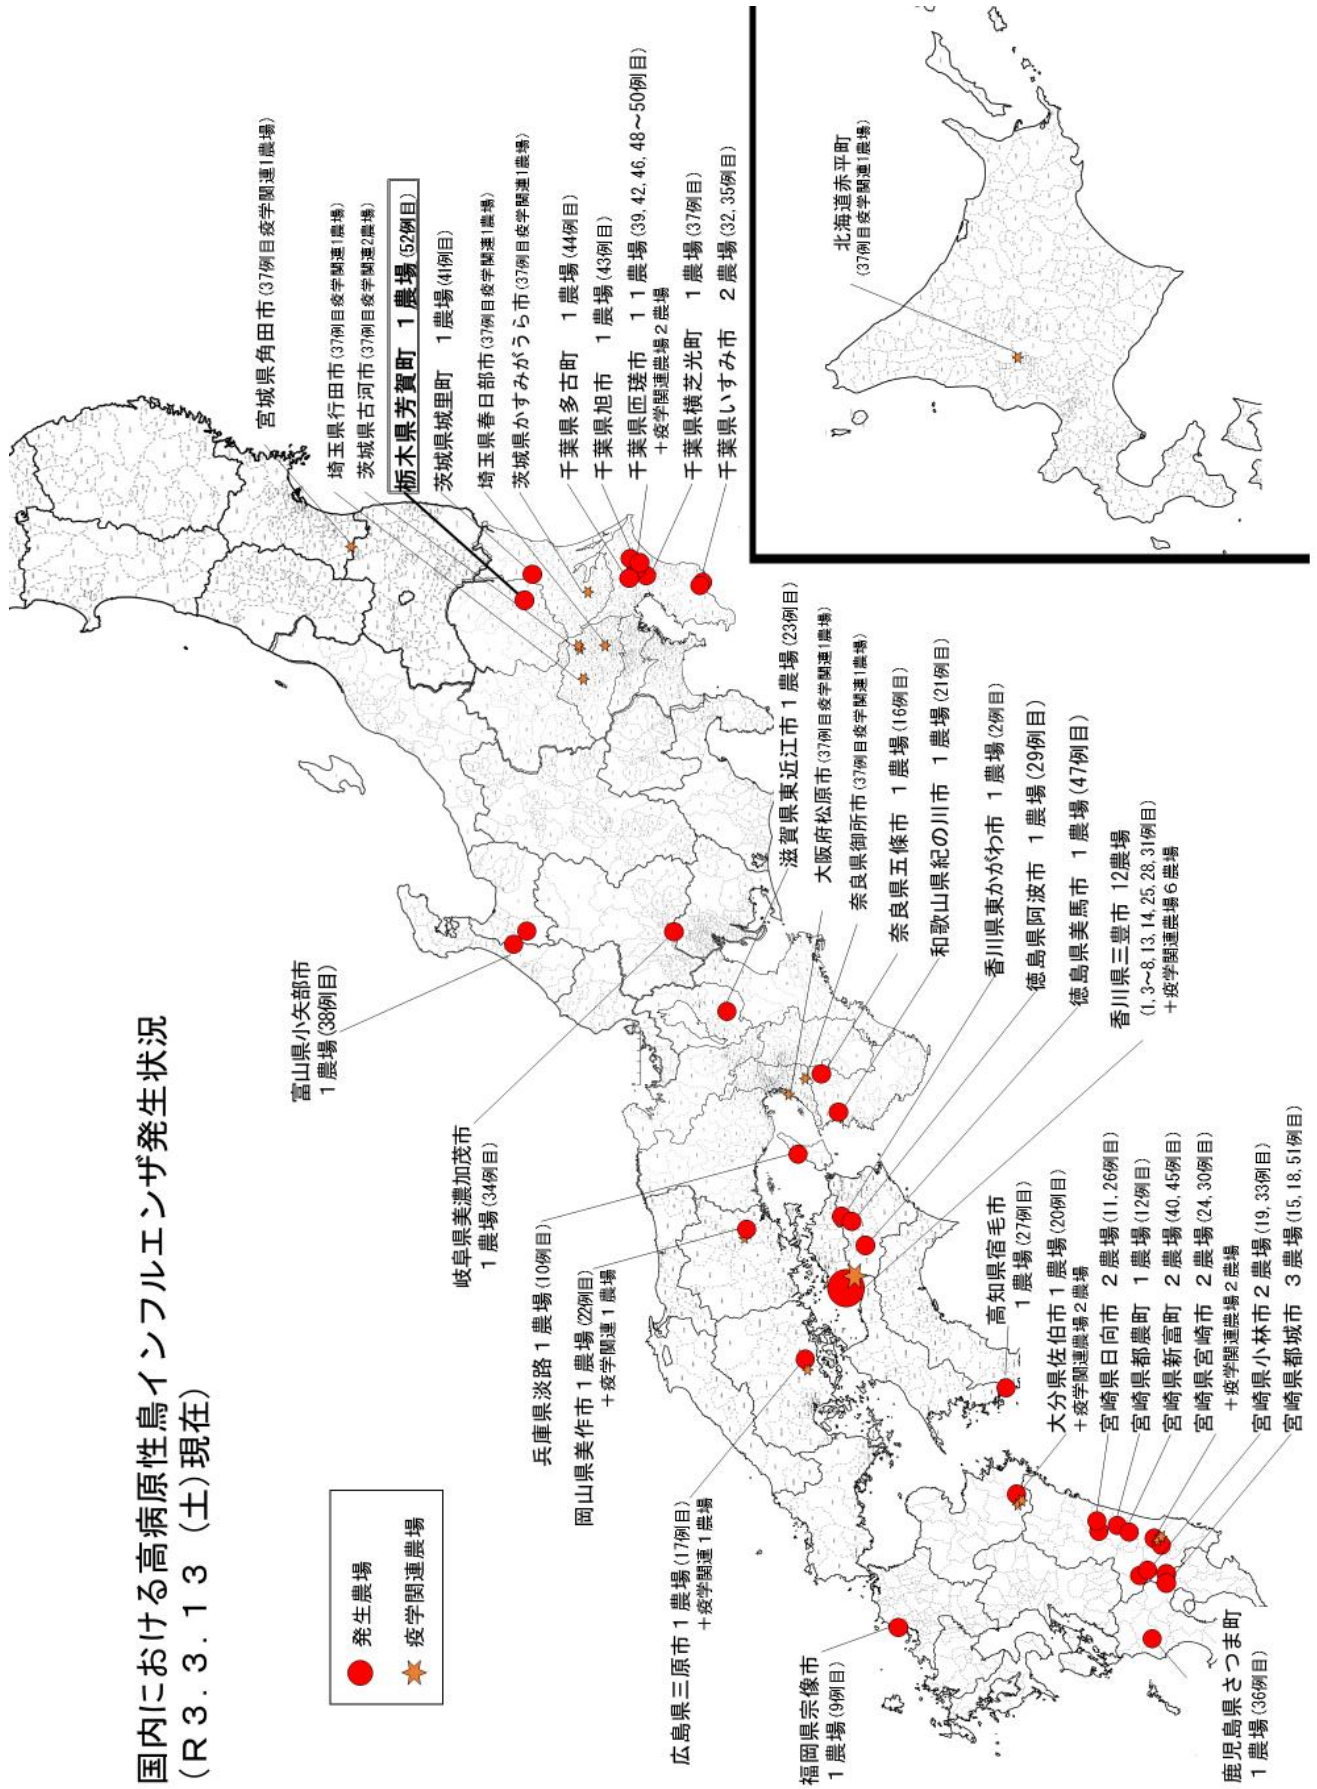 国内における高病原性鳥インフルエンザ発生状況
（Ｒ３．３．１３（土）現在）
発生農場
疫学関連農場
富山県小矢部市
１農場(38例目)
岐阜県美濃加茂市
１農場(34例目)
兵庫県淡路１農場(10例目)
岡山県美作市１農場(22例目)
＋疫学関連１農場
広島県三原市１農場(17例目)
＋疫学関連１農場
福岡県宗像市
１農場(9例目)
鹿児島県さつま町
１農場(36例目)
宮城県角田市(37例目疫学関連1農場)
埼玉県行田市(37例目疫学関連1農場)
茨城県古河市(37例目疫学関連2農場)
栃木県芳賀町　１農場(52例目)
茨城県城里町　１農場(41例目)
埼玉県春日部市(37例目疫学関連1農場)
茨城県かすみがうら市(37例目疫学関連1農場)
千葉県多古町　１農場(44例目)
千葉県旭市　１農場(43例目)
千葉県匝瑳市　１１農場(39,42,46,48～50例目)
＋疫学関連農場２農場
千葉県横芝光町　１農場(37例目)
千葉県いすみ市　２農場(32,35例目)
滋賀県東近江市１農場(23例目)
大阪府松原市(37例目疫学関連1農場)
奈良県御所市(37例目疫学関連1農場)
奈良県五條市　１農場(16例目)
和歌山県紀の川市　１農場(21例目)
香川県東かがわ市　１農場(2例目)
徳島県阿波市　１農場(29例目)
徳島県美馬市　１農場(47例目)
香川県三豊市　12農場
(1,3～8,13,14,25,28,31例目)
＋疫学関連農場６農場
高知県宿毛市
１農場(27例目)
大分県佐伯市１農場(20例目)
＋疫学関連農場２農場
宮崎県日向市　２農場(11,26例目)
宮崎県都農町　１農場(12例目)
宮崎県新富町　２農場(40,45例目)
宮崎県宮崎市　２農場(24,30例目)
＋疫学関連農場２農場
宮崎県小林市２農場(19,33例目)
宮崎県都城市　３農場(15,18,51例目)
北海道赤平町
(37例目疫学関連1農場)